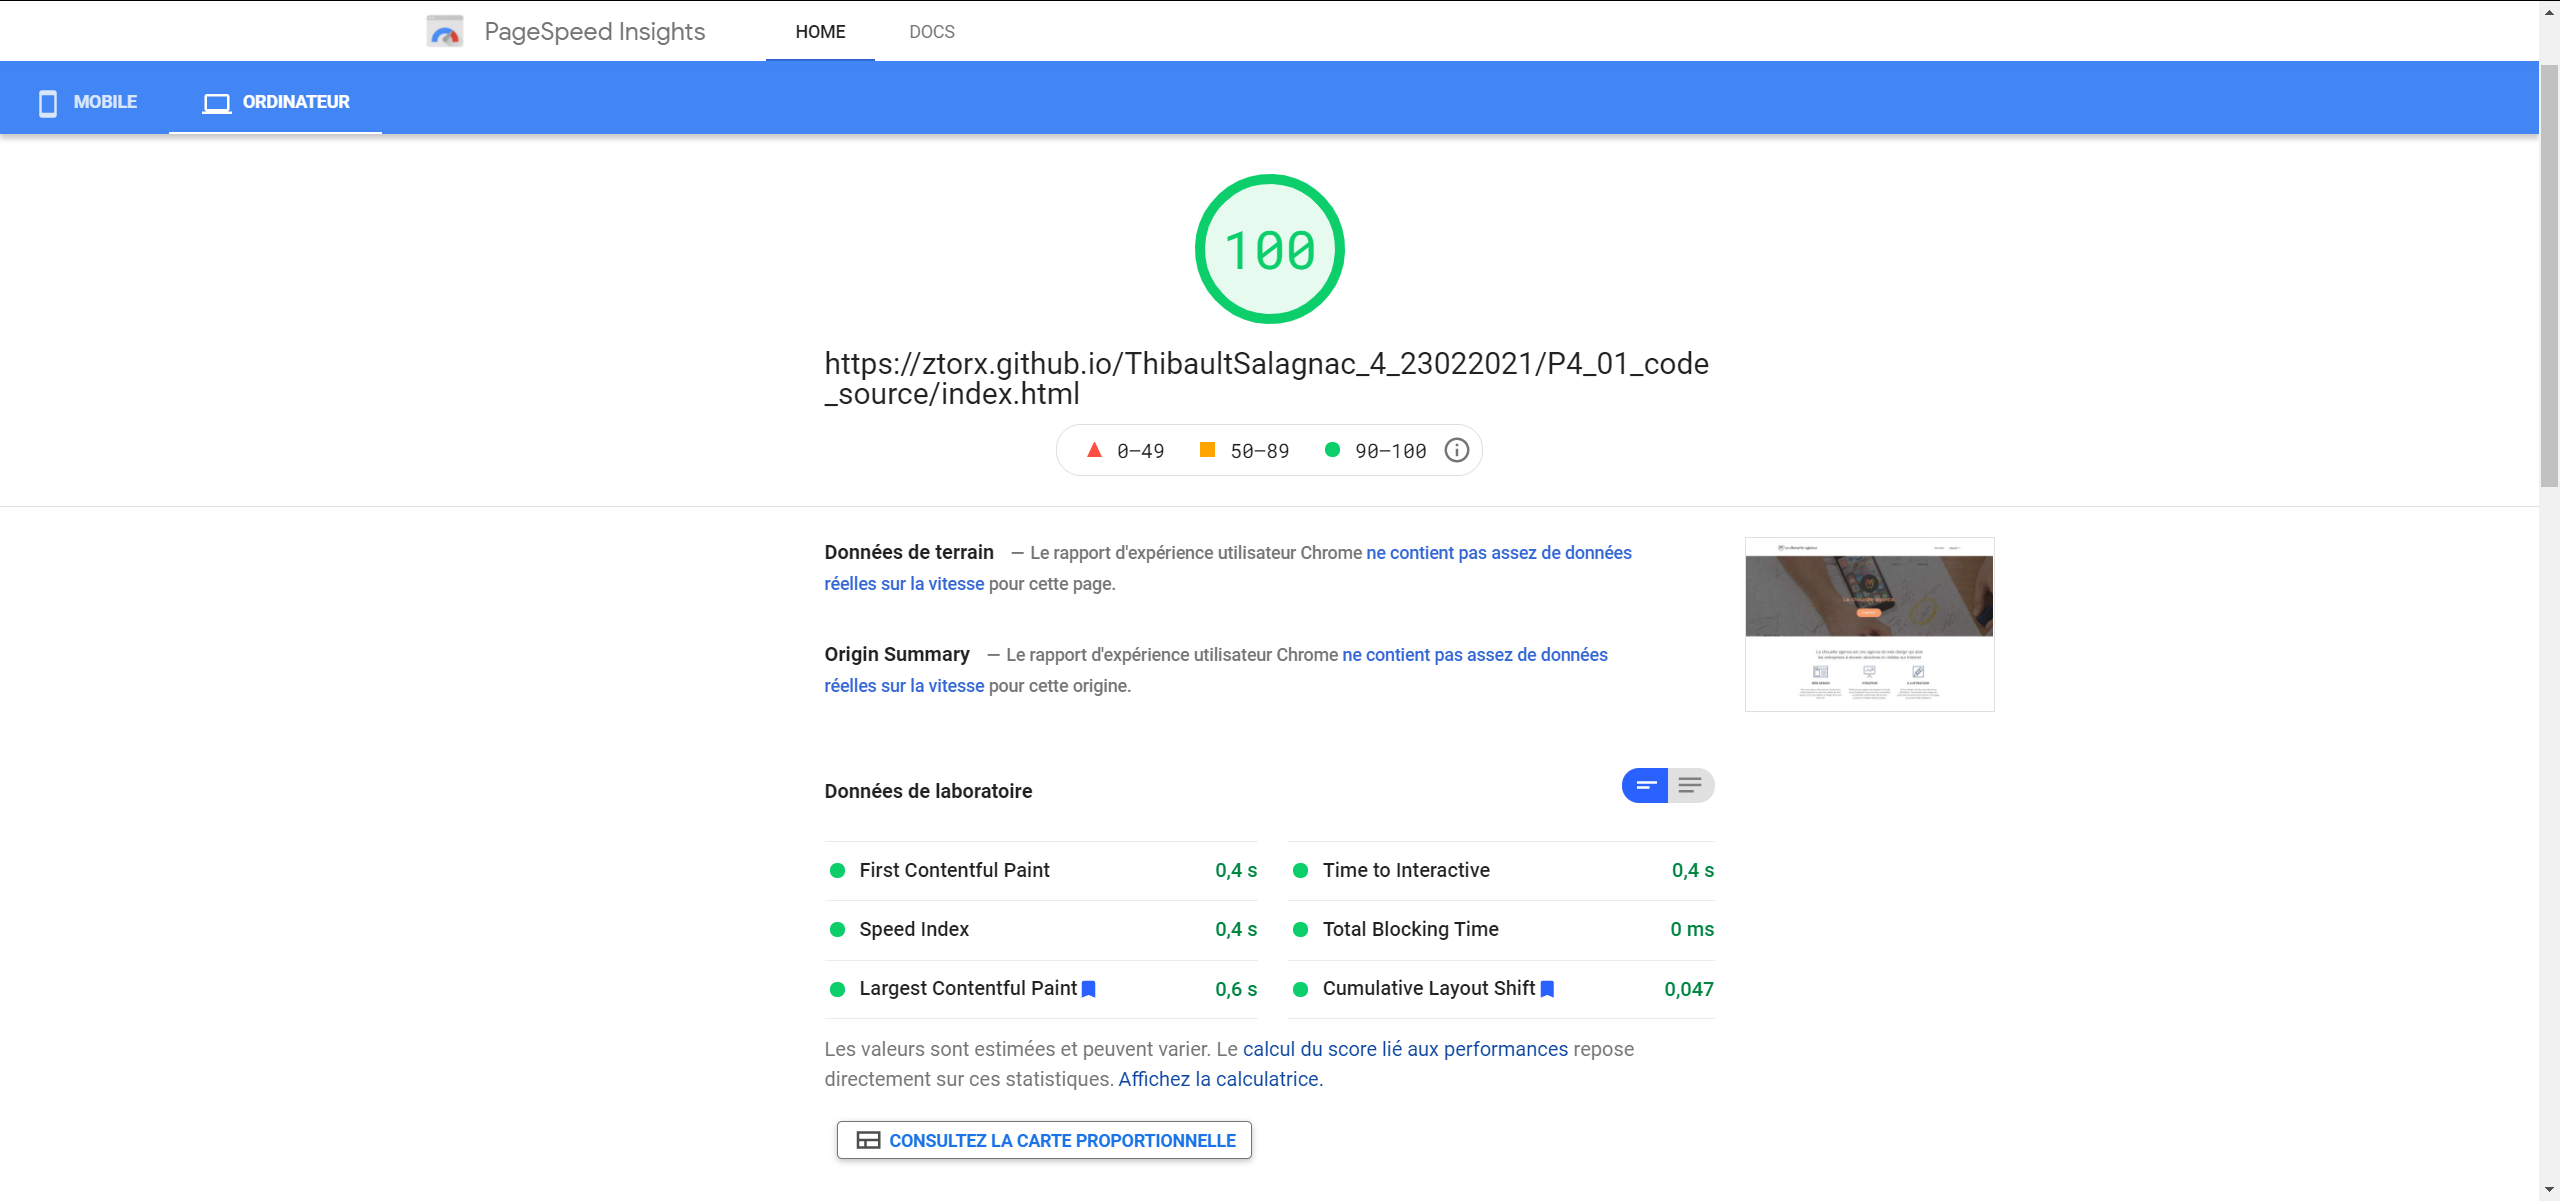 PageSpeed Insights
HOME
DOCS
MOBILE
ORDINATEUR
100
https://ztorx.github.io/ThibaultSalagnac_4_23022021/P4_01_code
_source/index.html
0–49
50–89
90–100
Données de terrain — Le rapport d'expérience utilisateur Chrome ne contient pas assez de données
réelles sur la vitesse pour cette page.
Origin Summary — Le rapport d'expérience utilisateur Chrome ne contient pas assez de données
réelles sur la vitesse pour cette origine.
Données de laboratoire
First Contentful Paint 0,4 s
Time to Interactive 0,4 s
Speed Index 0,4 s
Total Blocking Time 0 ms
Largest Contentful Paint 0,6 s
Cumulative Layout Shift 0,047
Les valeurs sont estimées et peuvent varier. Le calcul du score lié aux performances repose
directement sur ces statistiques. Affichez la calculatrice.
CONSULTEZ LA CARTE PROPORTIONNELLE